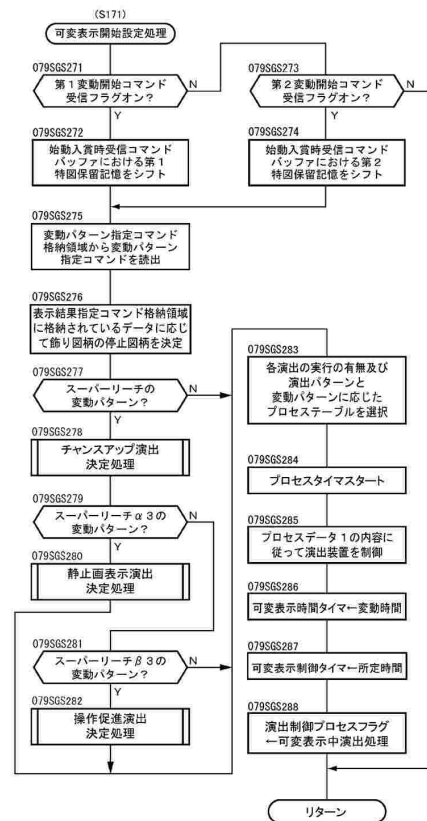 (S171)
可変表示開始設定処理
079SGS271
第1変動開始コマンド
受信フラグオン?
N
Y
079SGS273
第2変動開始コマンド
受信フラグオン?
N
Y
079SGS272
始動入賞時受信コマンド
バッファにおける第1
特図保留記憶をシフト
079SGS274
始動入賞時受信コマンド
バッファにおける第2
特図保留記憶をシフト
079SGS275
変動パターン指定コマンド
格納領域から変動パターン
指定コマンドを読出
079SGS276
表示結果指定コマンド格納領域
に格納されているデータに応じ
て飾り図柄の停止図柄を決定
079SGS277
スーパーリーチの
変動パターン?
N
Y
079SGS278
チャンスアップ演出
決定処理
079SGS279
スーパーリーチα3の
変動パターン?
N
Y
079SGS280
静止画表示演出
決定処理
079SGS281
スーパーリーチβ3の
変動パターン?
N
Y
079SGS282
操作促進演出
決定処理
079SGS283
各演出の実行の有無及び
演出パターンと
変動パターンに応じた
プロセステーブルを選択
079SGS284
プロセスタイマスタート
079SGS285
プロセスデータ1の内容に
従って演出装置を制御
079SGS286
可変表示時間タイマ←変動時間
079SGS287
可変表示制御タイマ←所定時間
079SGS288
演出制御プロセスフラグ
←可変表示中演出処理
リターン